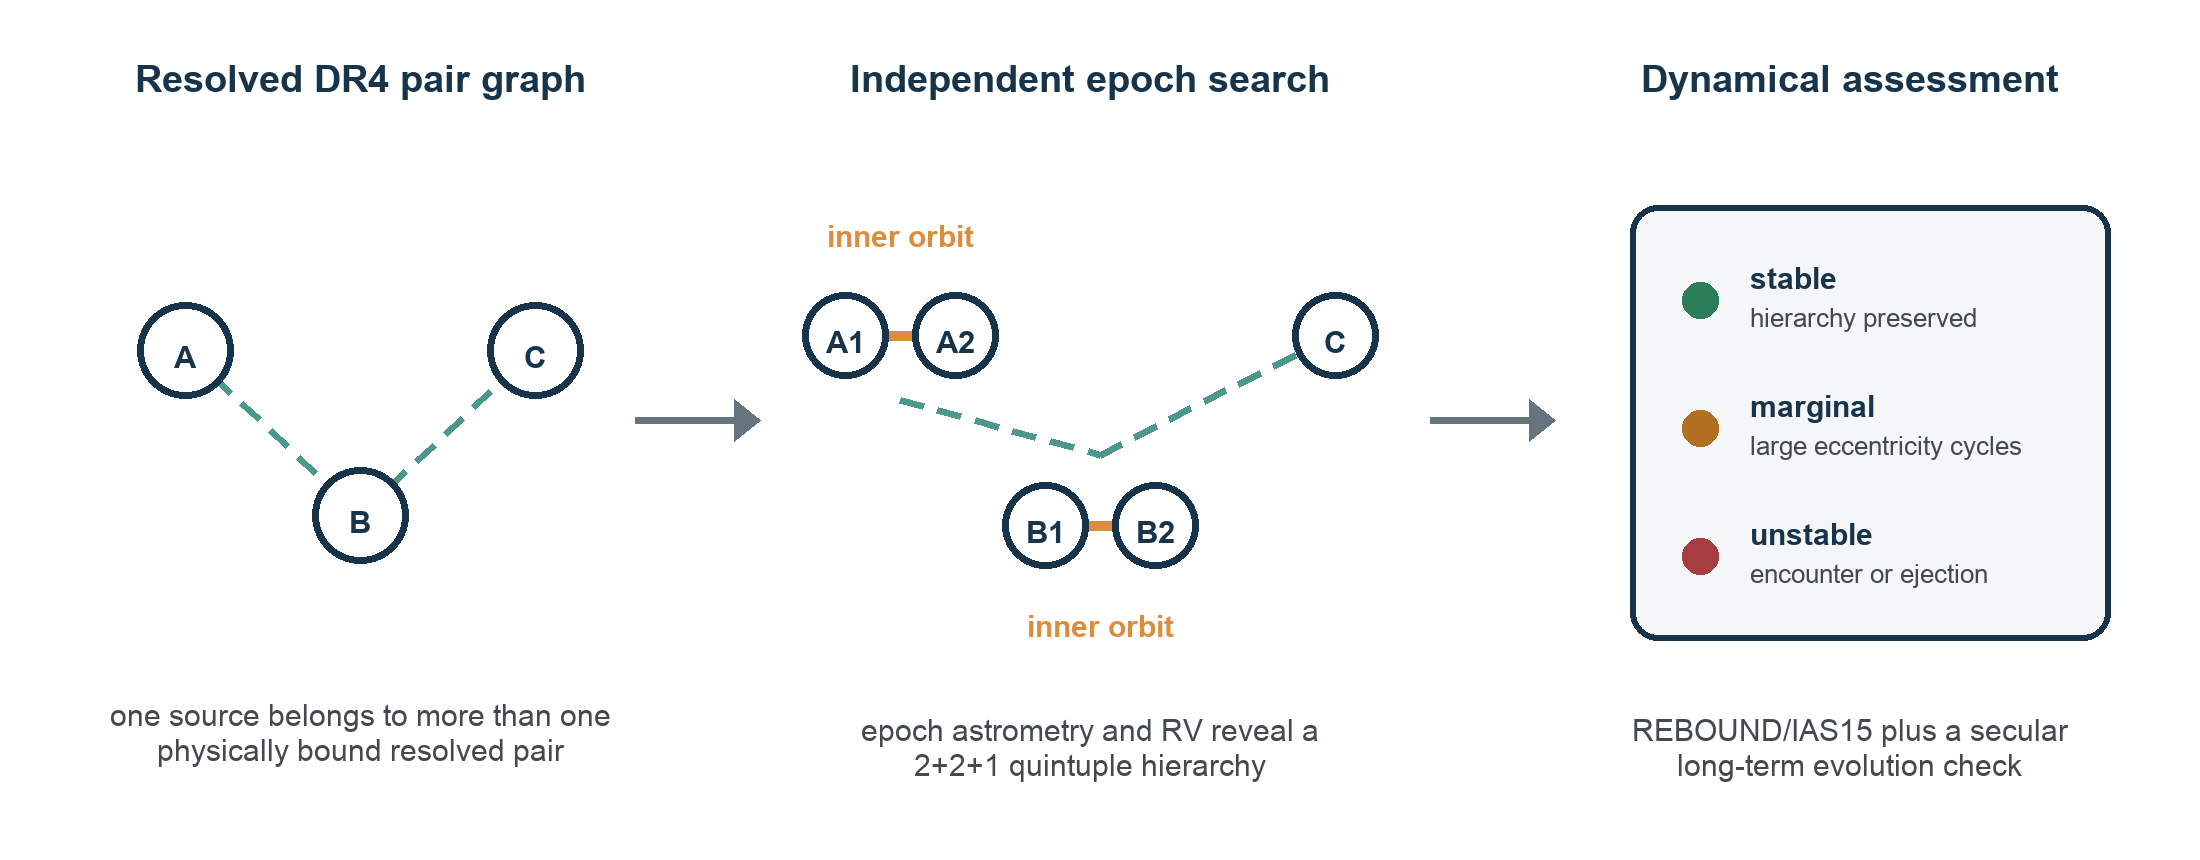 Resolved DR4 pair graph
A
C
B
one source belongs to more than one
physically bound resolved pair
Independent epoch search
inner orbit
A1
A2
C
B1
B2
inner orbit
epoch astrometry and RV reveal a
2+2+1 quintuple hierarchy
Dynamical assessment
stable
hierarchy preserved
marginal
large eccentricity cycles
unstable
encounter or ejection
REBOUND/IAS15 plus a secular
long-term evolution check